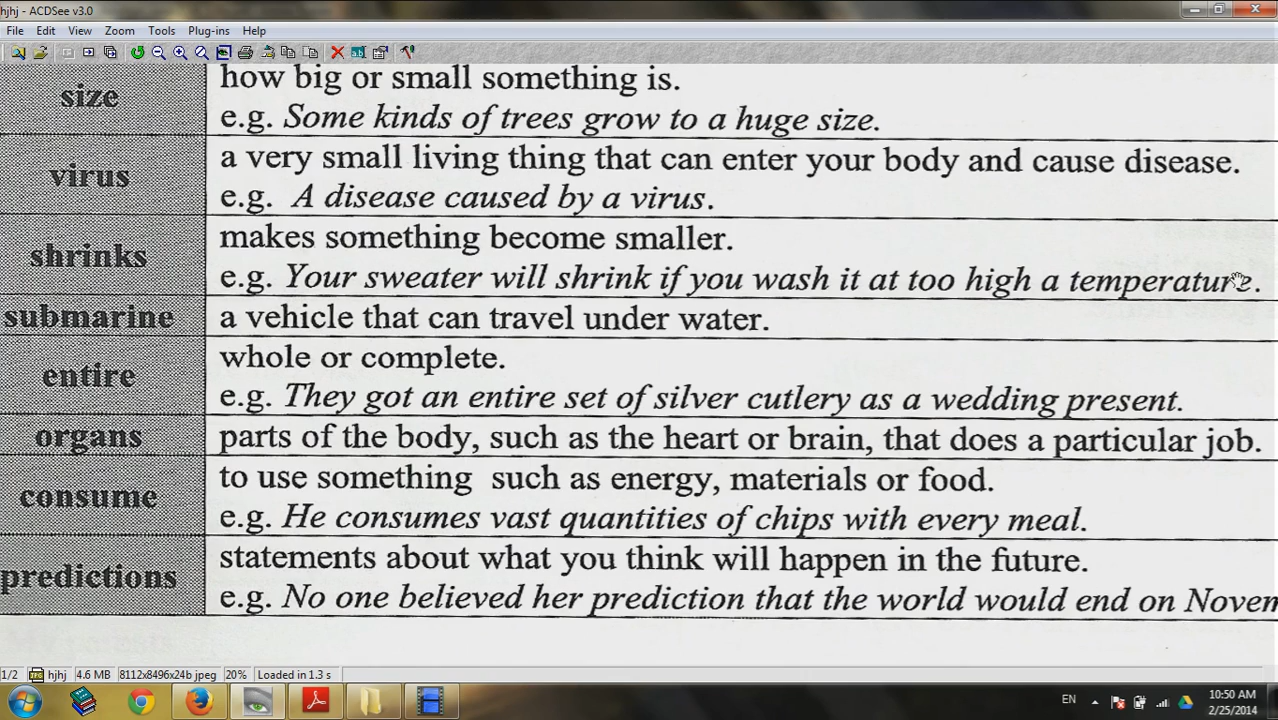 hjhj - ACDSee v3.0
File Edit View Zoom Tools Plug-ins Help
size
how big or small something is.
e.g. Some kinds of trees grow to a huge size.
virus
a very small living thing that can enter your body and cause disease.
e.g. A disease caused by a virus.
shrinks
makes something become smaller.
e.g. Your sweater will shrink if you wash it at too high a temperature.
submarine
a vehicle that can travel under water.
entire
whole or complete.
e.g. They got an entire set of silver cutlery as a wedding present.
organs
parts of the body, such as the heart or brain, that does a particular job.
consume
to use something such as energy, materials or food.
e.g. He consumes vast quantities of chips with every meal.
predictions
statements about what you think will happen in the future.
e.g. No one believed her prediction that the world would end on Novem
1/2 hjhj 4.6 MB 8112x8496x24b jpeg 20% Loaded in 1.3 s
EN
10:50 AM
2/25/2014